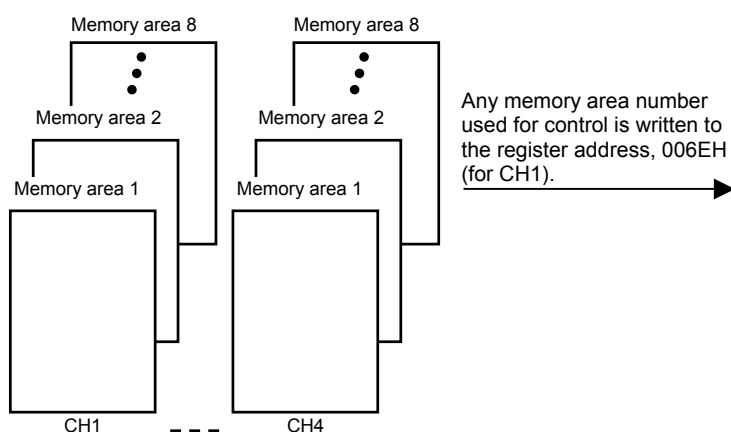 Memory area 8
Memory area 2
Memory area 1
CH1
Memory area 8
Memory area 2
Memory area 1
CH4
Any memory area number
used for control is written to
the register address, 006EH
(for CH1).